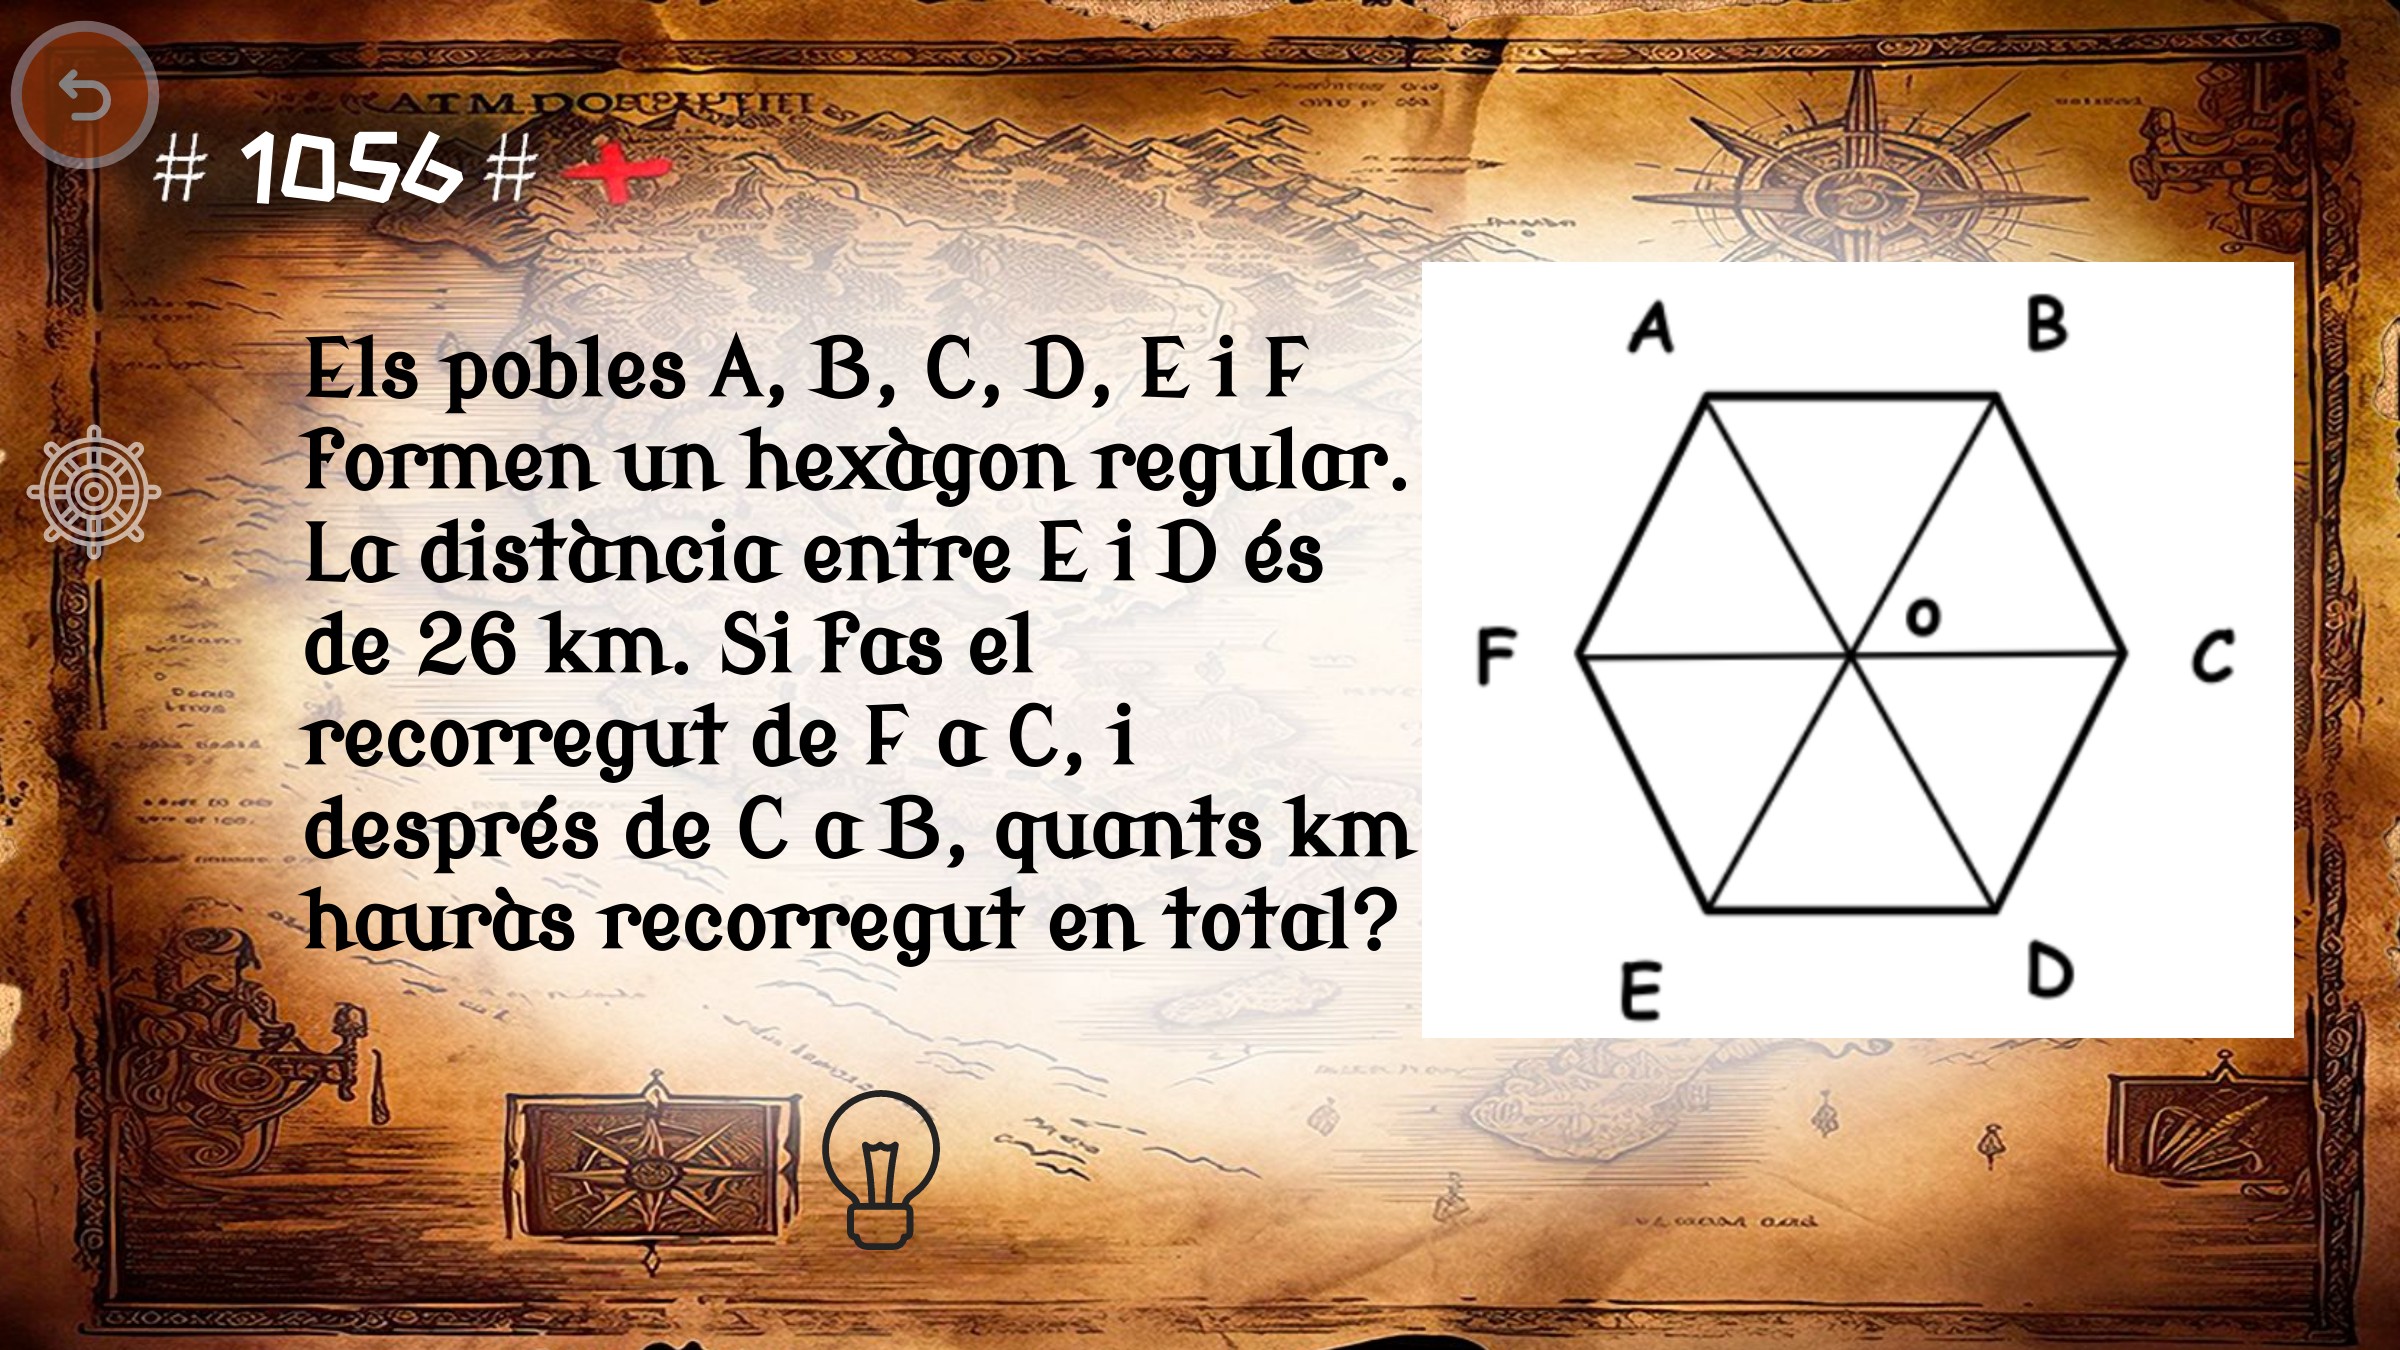 # 1056 #
Els pobles A, B, C, D, E i F
formen un hexàgon regular.
La distància entre E i D és
de 26 km. Si fas el
recorregut de F a C, i
després de C a B, quants km
hauràs recorregut en total?
A B
o
F C
E D